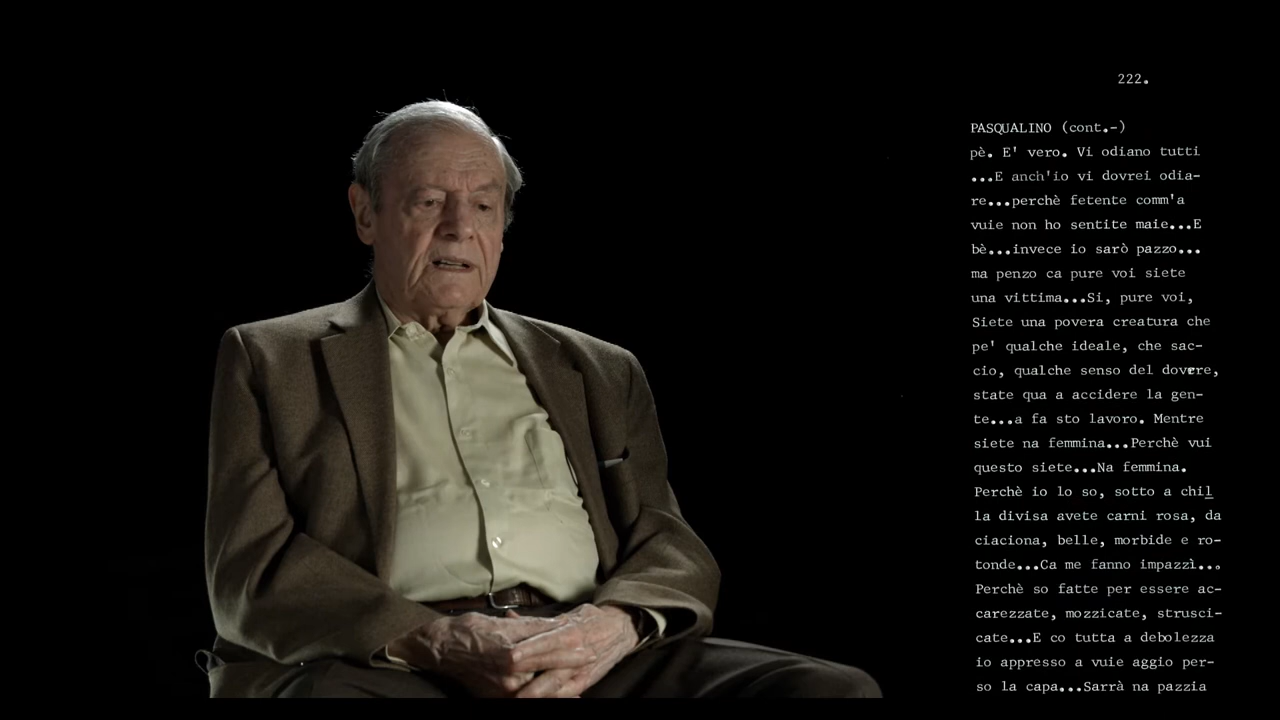 222.
PASQUALINO (cont.-)
pè. E' vero. Vi odiano tutti
...E anch'io vi dovrei odia-
re...perchè fetente comm'a
vuie non ho sentite maie...E
bè...invece io sarò pazzo...
ma penzo ca pure voi siete
una vittima...Si, pure voi,
Siete una povera creatura che
pe' qualche ideale, che sac-
cio, qualche senso del dovere,
state qua a accidere la gen-
te...a fa sto lavoro. Mentre
siete na femmina...Perchè vui
questo siete...Na femmina.
Perchè io lo so, sotto a chil
la divisa avete carni rosa, da
ciaciona, belle, morbide e ro-
tonde...Ca me fanno impazzì...
Perchè so fatte per essere ac-
carezzate, mozzicate, strusci-
cate...E co tutta a debolezza
io appresso a vuie aggio per-
so la capa...Sarrà na pazzia